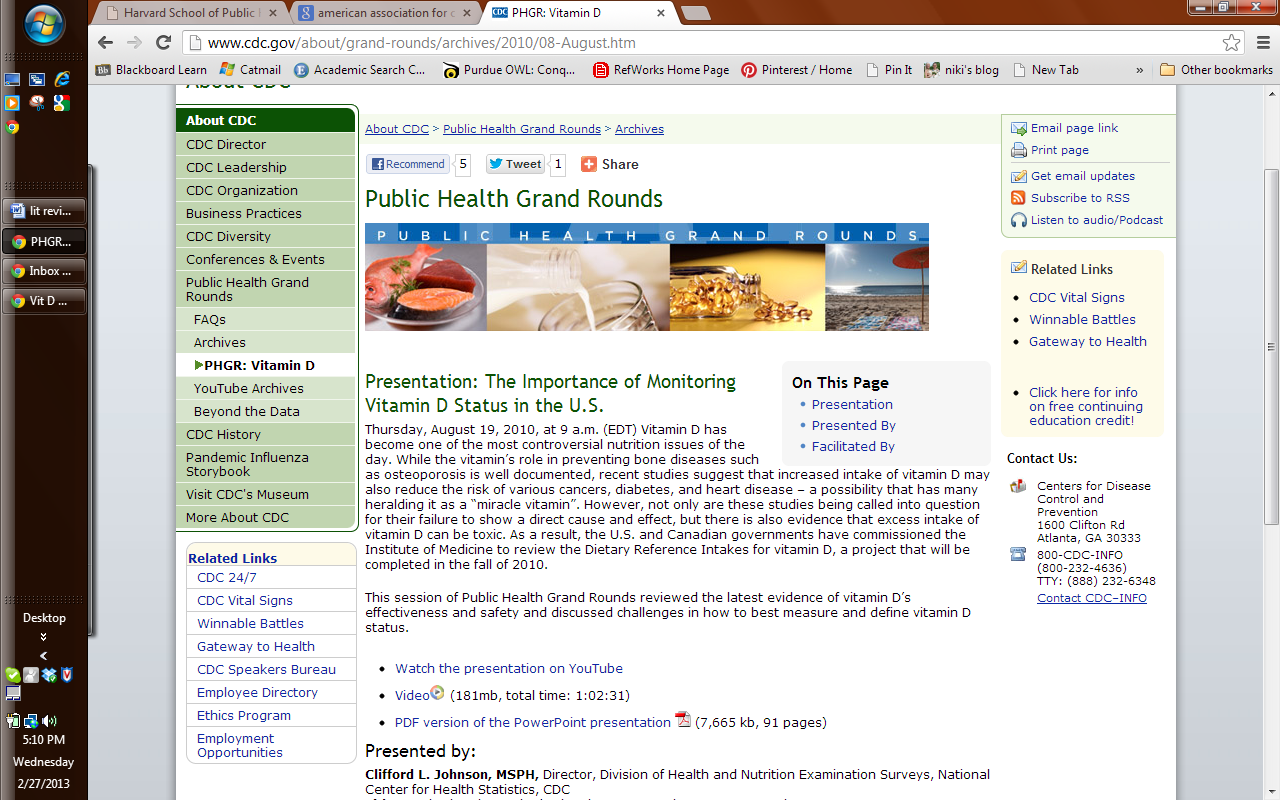 Harvard School of Public
american association for c
PHGR: Vitamin D
www.cdc.gov/about/grand-rounds/archives/2010/08-August.htm
Blackboard Learn
Catmail
Academic Search C...
Purdue OWL: Conq...
RefWorks Home Page
Pinterest / Home
Pin It
niki's blog
New Tab
»
Other bookmarks
lit revi...
PHGR...
Inbox ...
Vit D ...
Desktop
5:10 PM
Wednesday
2/27/2013
About CDC
About CDC
CDC Director
CDC Leadership
CDC Organization
Business Practices
CDC Diversity
Conferences & Events
Public Health Grand
Rounds
FAQs
Archives
PHGR: Vitamin D
YouTube Archives
Beyond the Data
CDC History
Pandemic Influenza
Storybook
Visit CDC's Museum
More About CDC
Related Links
CDC 24/7
CDC Vital Signs
Winnable Battles
Gateway to Health
CDC Speakers Bureau
Employee Directory
Ethics Program
Employment
Opportunities
About CDC > Public Health Grand Rounds > Archives
Recommend 5 Tweet 1 Share
Public Health Grand Rounds
PUBLIC HEALTH GRAND ROUNDS
Presentation: The Importance of Monitoring
Vitamin D Status in the U.S.
On This Page
Presentation
Presented By
Facilitated By
Thursday, August 19, 2010, at 9 a.m. (EDT) Vitamin D has
become one of the most controversial nutrition issues of the
day. While the vitamin's role in preventing bone diseases such
as osteoporosis is well documented, recent studies suggest that increased intake of vitamin D may
also reduce the risk of various cancers, diabetes, and heart disease – a possibility that has many
heralding it as a "miracle vitamin". However, not only are these studies being called into question
for their failure to show a direct cause and effect, but there is also evidence that excess intake of
vitamin D can be toxic. As a result, the U.S. and Canadian governments have commissioned the
Institute of Medicine to review the Dietary Reference Intakes for vitamin D, a project that will be
completed in the fall of 2010.
This session of Public Health Grand Rounds reviewed the latest evidence of vitamin D's
effectiveness and safety and discussed challenges in how to best measure and define vitamin D
status.
Watch the presentation on YouTube
Video (181mb, total time: 1:02:31)
PDF version of the PowerPoint presentation (7,665 kb, 91 pages)
Presented by:
Clifford L. Johnson, MSPH, Director, Division of Health and Nutrition Examination Surveys, National
Center for Health Statistics, CDC
Email page link
Print page
Get email updates
Subscribe to RSS
Listen to audio/Podcast
Related Links
CDC Vital Signs
Winnable Battles
Gateway to Health
Click here for info
on free continuing
education credit!
Contact Us:
Centers for Disease
Control and
Prevention
1600 Clifton Rd
Atlanta, GA 30333
800-CDC-INFO
(800-232-4636)
TTY: (888) 232-6348
Contact CDC–INFO